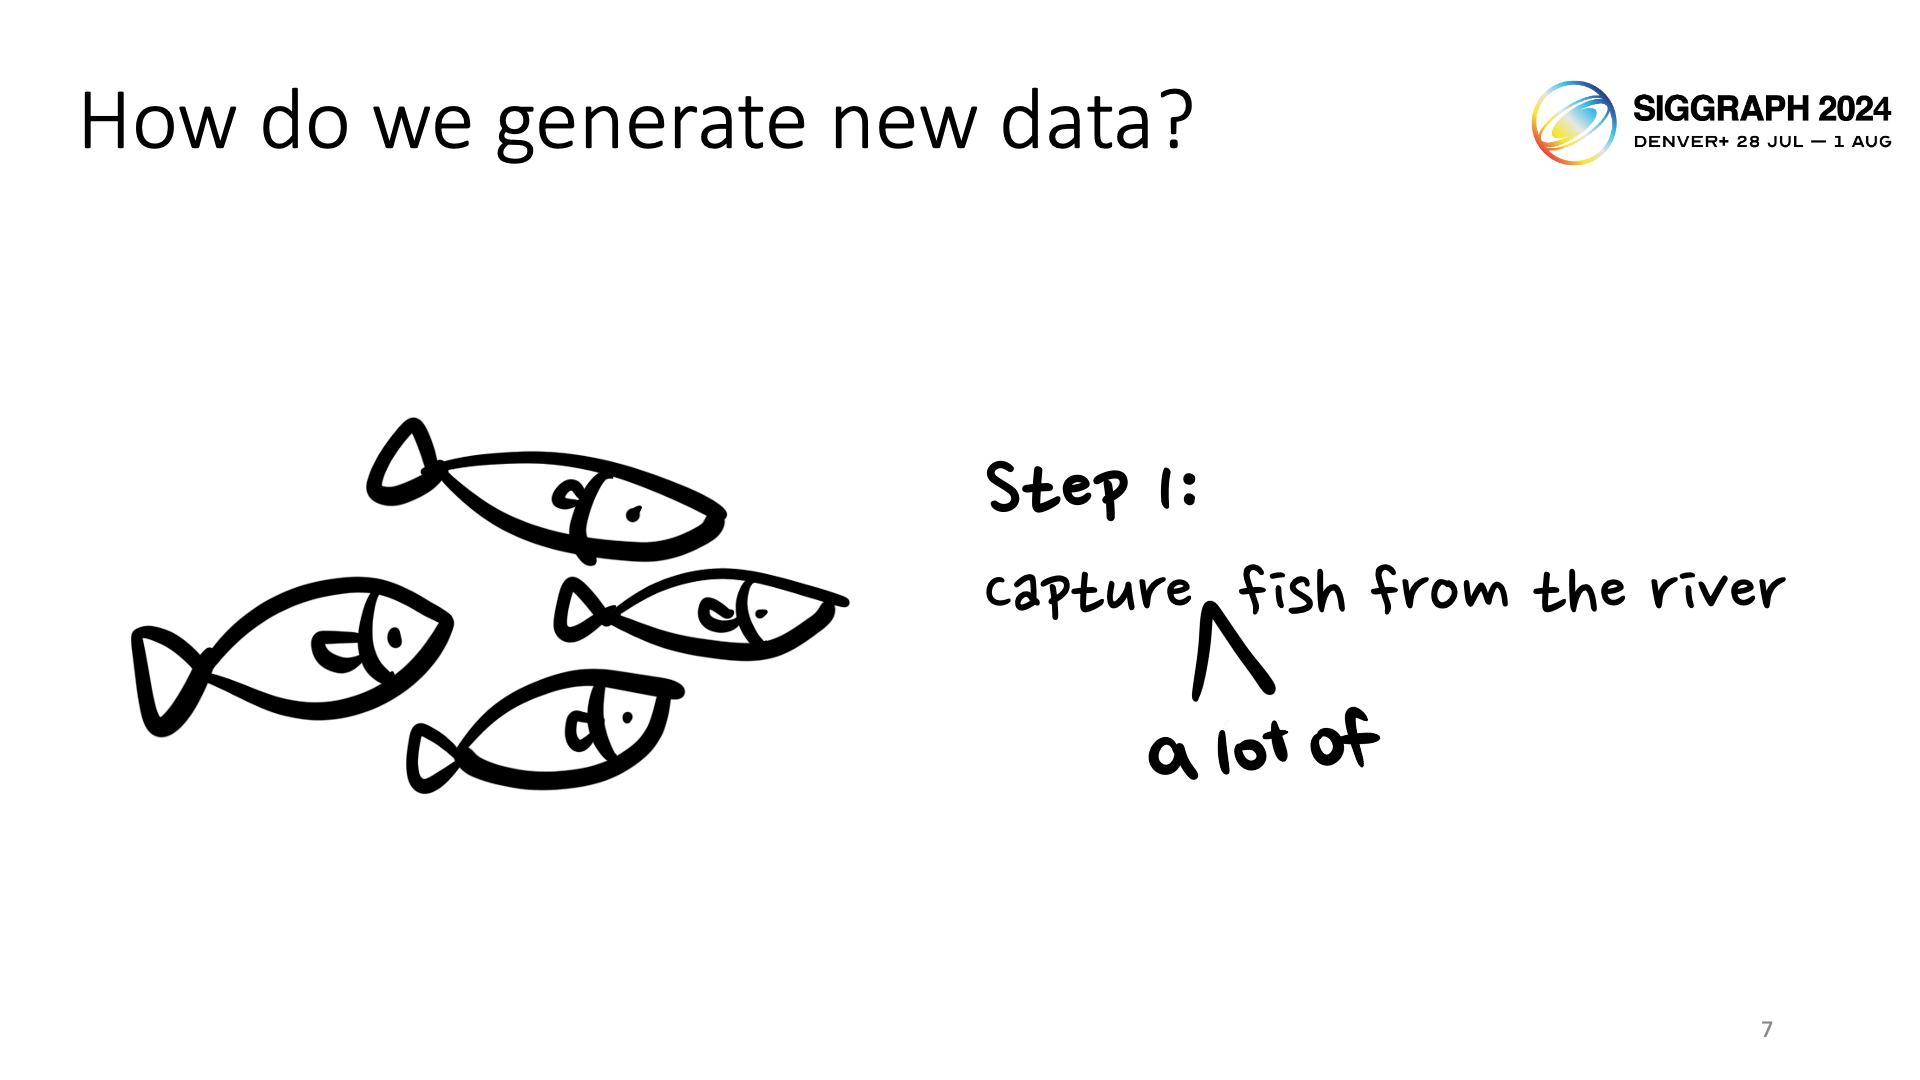 How do we generate new data?
SIGGRAPH 2024
DENVER+ 28 JUL — 1 AUG
Step 1:
capture fish from the river
a lot of
7